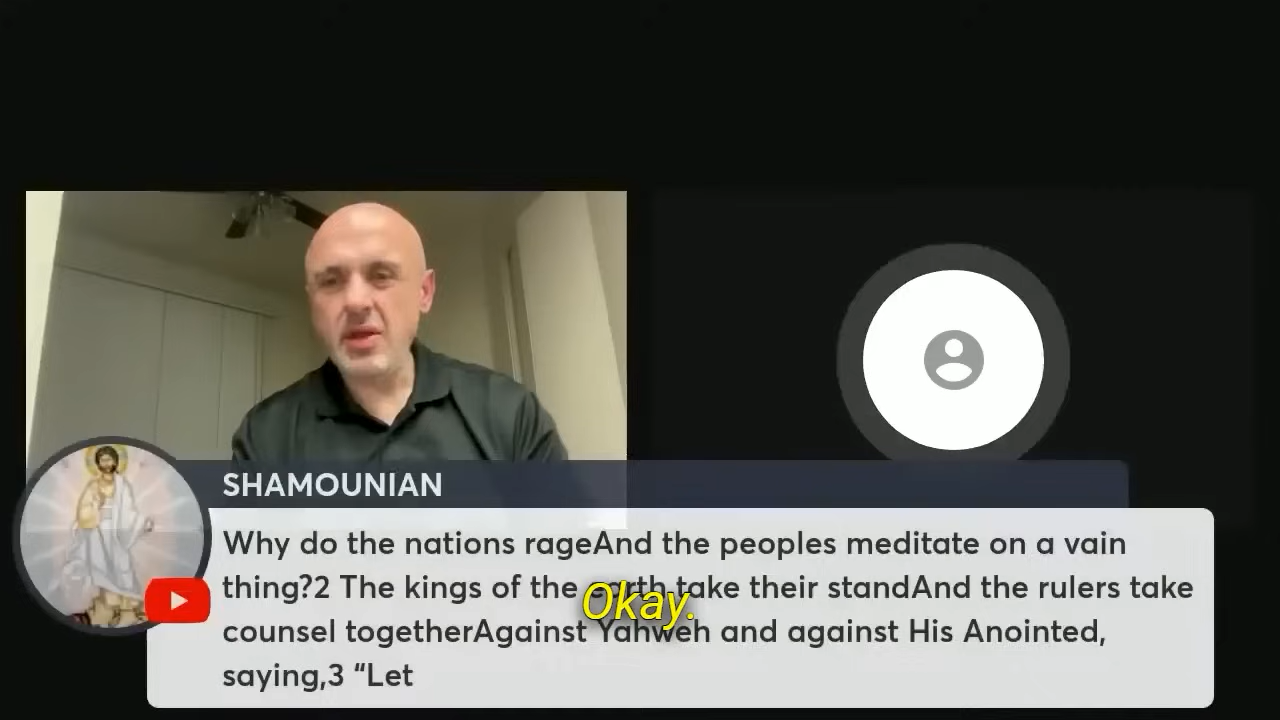 SHAMOUNIAN
Why do the nations rageAnd the peoples meditate on a vain
thing?2 The kings of the earth take their standAnd the rulers take
Okay.
counsel togetherAgainst Yahweh and against His Anointed,
saying,3 “Let